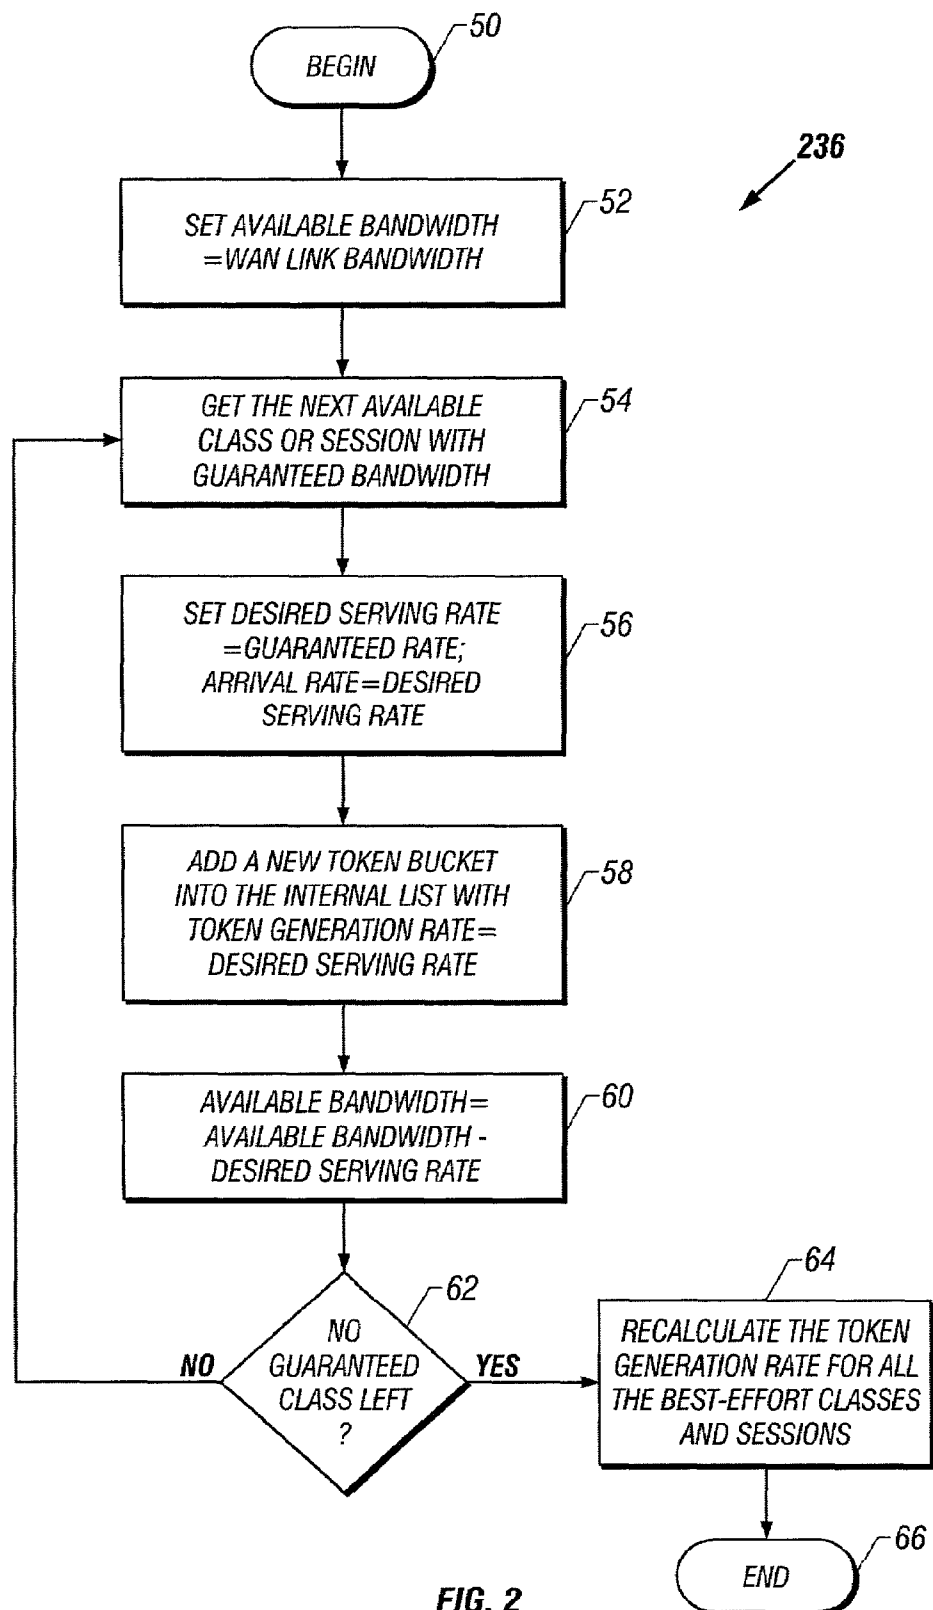 50
BEGIN
236
52
SET AVAILABLE BANDWIDTH
=WAN LINK BANDWIDTH
54
GET THE NEXT AVAILABLE
CLASS OR SESSION WITH
GUARANTEED BANDWIDTH
56
SET DESIRED SERVING RATE
=GUARANTEED RATE;
ARRIVAL RATE=DESIRED
SERVING RATE
58
ADD A NEW TOKEN BUCKET
INTO THE INTERNAL LIST WITH
TOKEN GENERATION RATE=
DESIRED SERVING RATE
60
AVAILABLE BANDWIDTH=
AVAILABLE BANDWIDTH -
DESIRED SERVING RATE
62
NO
GUARANTEED
CLASS LEFT
?
NO
YES
64
RECALCULATE THE TOKEN
GENERATION RATE FOR ALL
THE BEST-EFFORT CLASSES
AND SESSIONS
66
END
FIG. 2